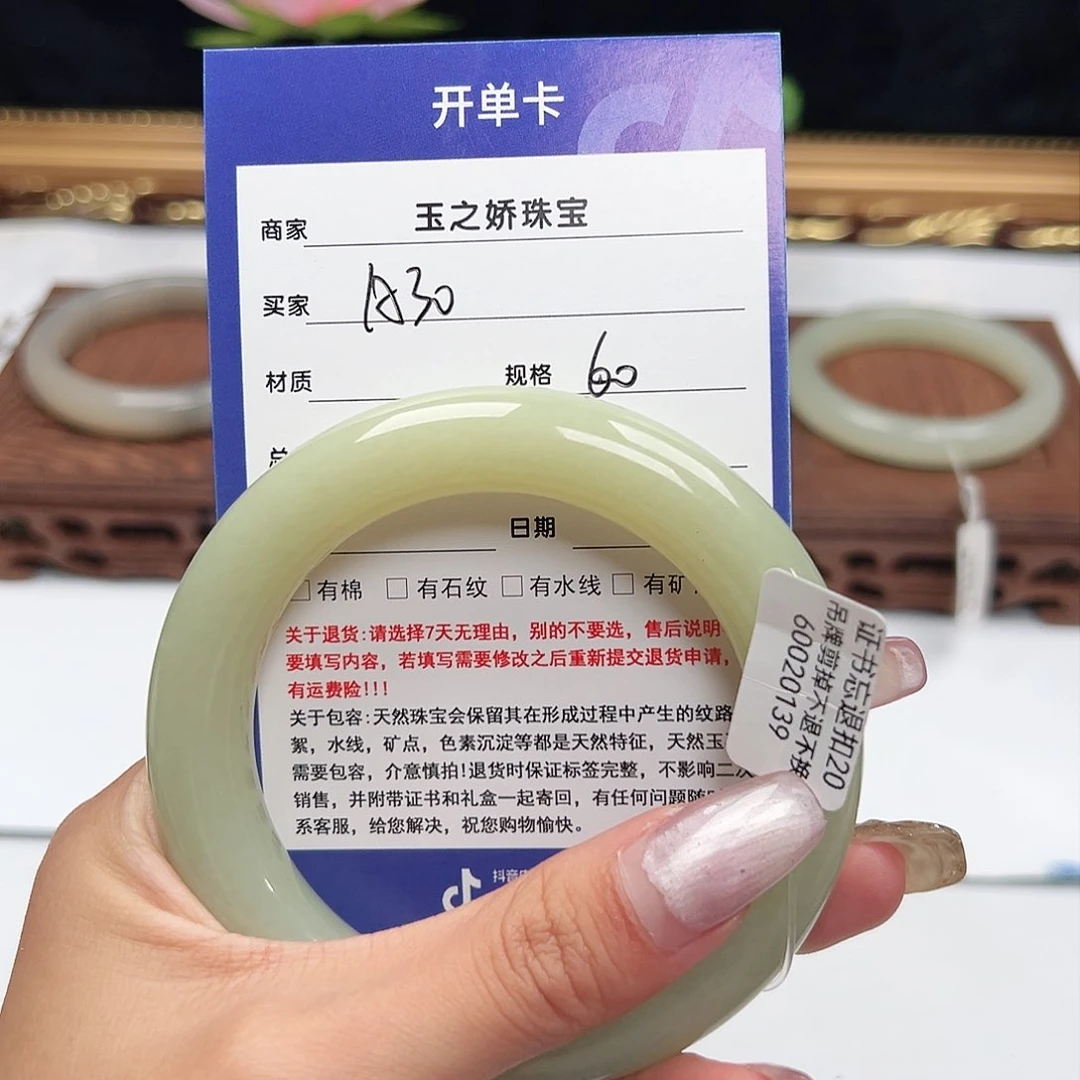 开单卡
商家 玉之娇珠宝
买家 A30
材质 规格 60
总
日期
□有棉 □有石纹 □有水线 □有矿
关于退货:请选择7天无理由，别的不要选，售后说明
要填写内容，若填写需要修改之后重新提交退货申请，
有运费险!!!
关于包容:天然珠宝会保留其在形成过程中产生的纹路
絮，水线，矿点，色素沉淀等都是天然特征，天然玉
需要包容，介意慎拍!退货时保证标签完整，不影响二次
销售，并附带证书和礼盒一起寄回，有任何问题随
系客服，给您解决，祝您购物愉快。
抖音
证书忘退扣20
吊牌剪掉不退不换
60020139